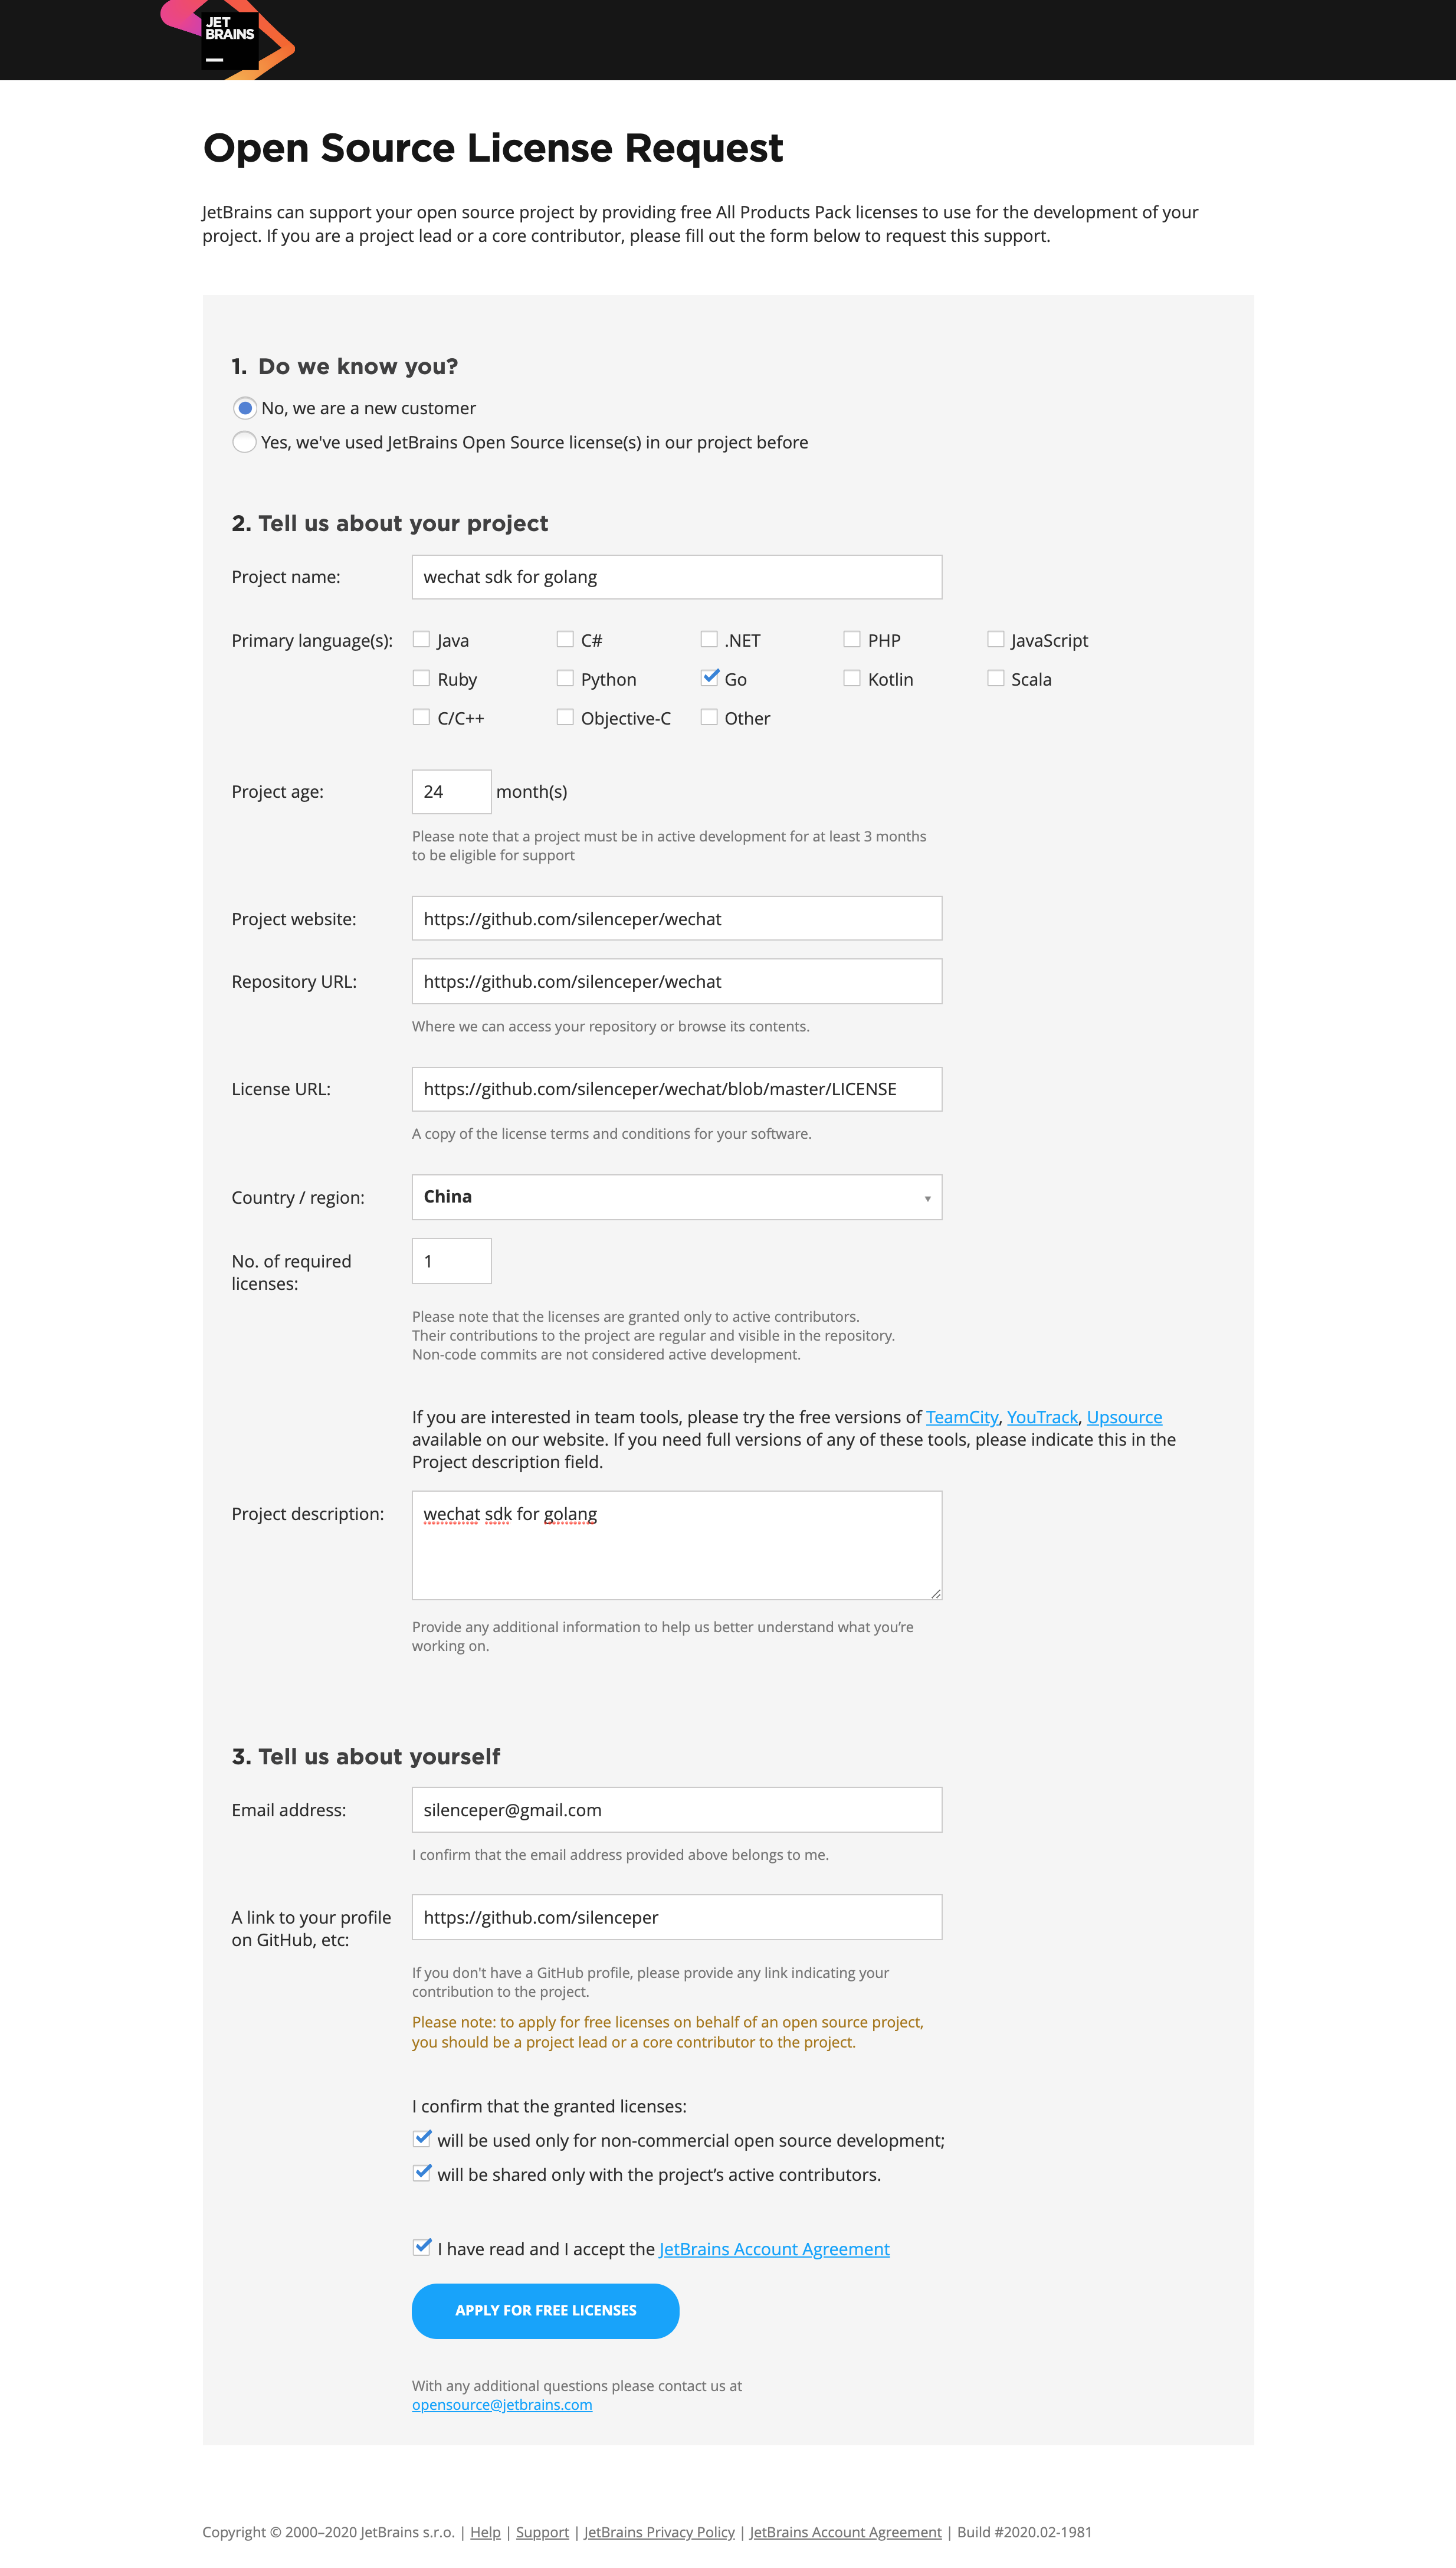 JET
BRAINS
Open Source License Request
JetBrains can support your open source project by providing free All Products Pack licenses to use for the development of your
project. If you are a project lead or a core contributor, please fill out the form below to request this support.
1. Do we know you?
No, we are a new customer
Yes, we've used JetBrains Open Source license(s) in our project before
2. Tell us about your project
Project name: wechat sdk for golang
Primary language(s): Java C# .NET PHP JavaScript
Ruby Python Go Kotlin Scala
C/C++ Objective-C Other
Project age: 24 month(s)
Please note that a project must be in active development for at least 3 months
to be eligible for support
Project website: https://github.com/silenceper/wechat
Repository URL: https://github.com/silenceper/wechat
Where we can access your repository or browse its contents.
License URL: https://github.com/silenceper/wechat/blob/master/LICENSE
A copy of the license terms and conditions for your software.
Country / region: China
No. of required 1
licenses:
Please note that the licenses are granted only to active contributors.
Their contributions to the project are regular and visible in the repository.
Non-code commits are not considered active development.
If you are interested in team tools, please try the free versions of TeamCity, YouTrack, Upsource
available on our website. If you need full versions of any of these tools, please indicate this in the
Project description field.
Project description: wechat sdk for golang
Provide any additional information to help us better understand what you’re
working on.
3. Tell us about yourself
Email address: silenceper@gmail.com
I confirm that the email address provided above belongs to me.
A link to your profile https://github.com/silenceper
on GitHub, etc:
If you don't have a GitHub profile, please provide any link indicating your
contribution to the project.
Please note: to apply for free licenses on behalf of an open source project,
you should be a project lead or a core contributor to the project.
I confirm that the granted licenses:
will be used only for non-commercial open source development;
will be shared only with the project’s active contributors.
I have read and I accept the JetBrains Account Agreement
APPLY FOR FREE LICENSES
With any additional questions please contact us at
opensource@jetbrains.com
Copyright © 2000–2020 JetBrains s.r.o. | Help | Support | JetBrains Privacy Policy | JetBrains Account Agreement | Build #2020.02-1981